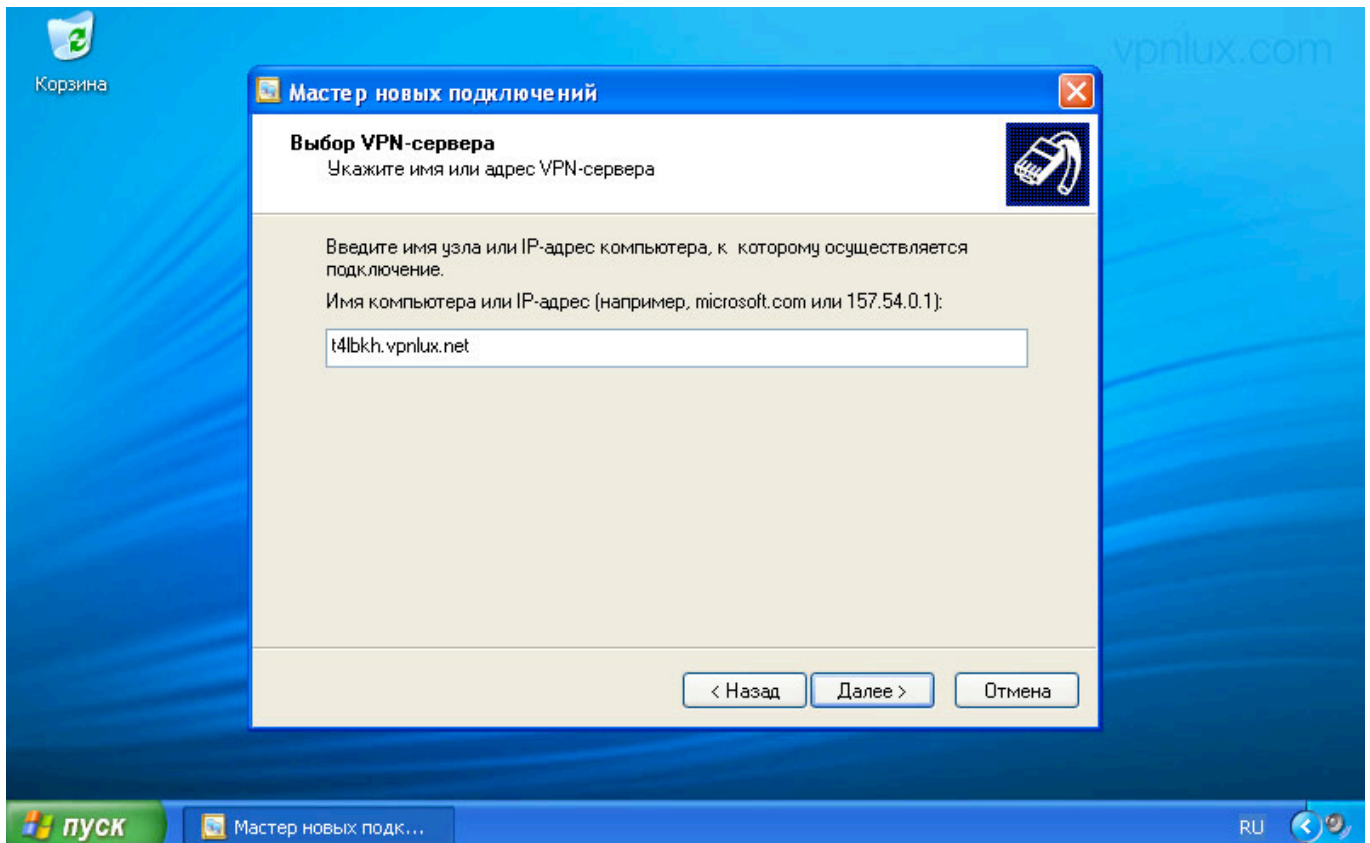 Корзина
vpnlux.com
Мастер новых подключений
Выбор VPN-сервера
Укажите имя или адрес VPN-сервера
Введите имя узла или IP-адрес компьютера, к которому осуществляется
подключение.
Имя компьютера или IP-адрес (например, microsoft.com или 157.54.0.1):
t4lbkh.vpnlux.net
< Назад Далее > Отмена
пуск Мастер новых подк... RU